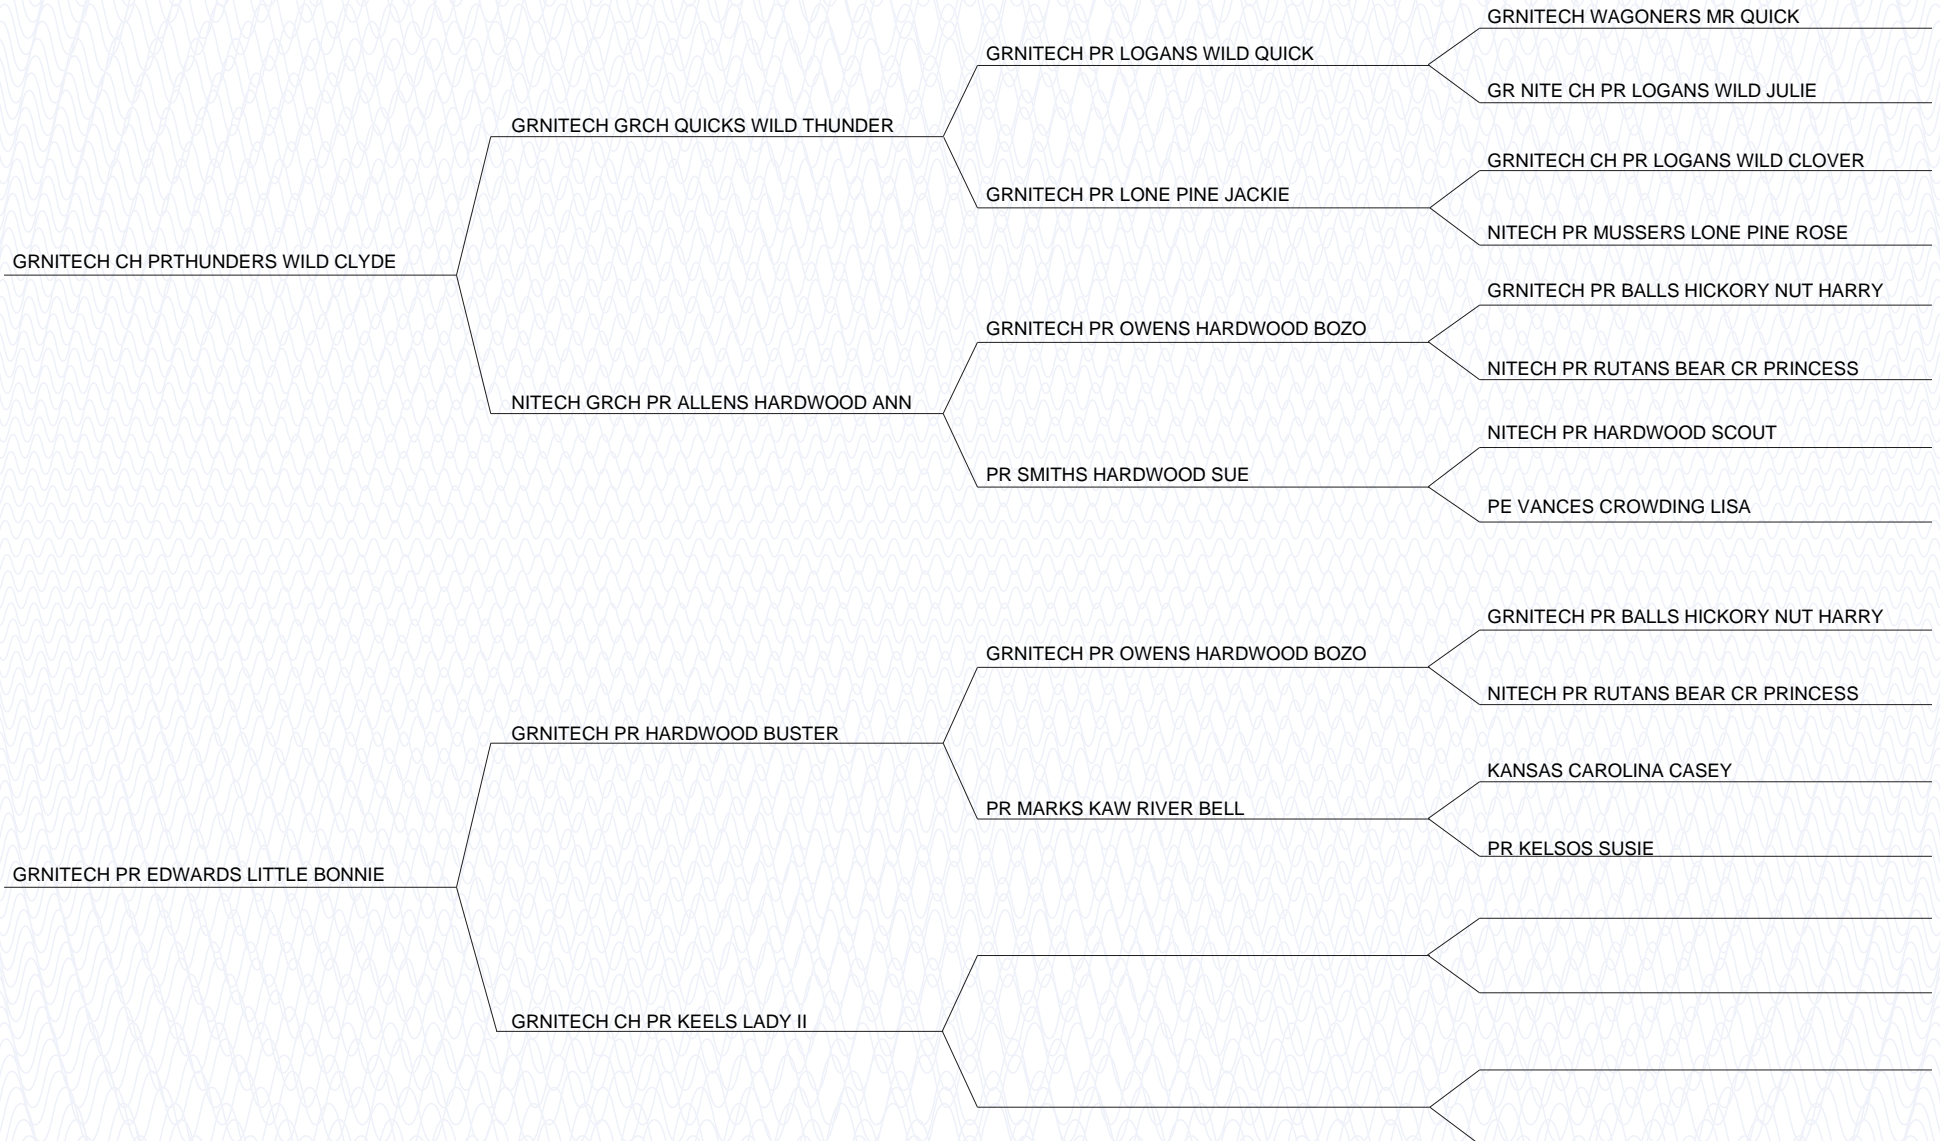 GRNITECH WAGONERS MR QUICK
GRNITECH PR LOGANS WILD QUICK
GR NITE CH PR LOGANS WILD JULIE
GRNITECH GRCH QUICKS WILD THUNDER
GRNITECH CH PR LOGANS WILD CLOVER
GRNITECH PR LONE PINE JACKIE
NITECH PR MUSSERS LONE PINE ROSE
GRNITECH CH PRTHUNDERS WILD CLYDE
GRNITECH PR BALLS HICKORY NUT HARRY
GRNITECH PR OWENS HARDWOOD BOZO
NITECH PR RUTANS BEAR CR PRINCESS
NITECH GRCH PR ALLENS HARDWOOD ANN
NITECH PR HARDWOOD SCOUT
PR SMITHS HARDWOOD SUE
PE VANCES CROWDING LISA
GRNITECH PR BALLS HICKORY NUT HARRY
GRNITECH PR OWENS HARDWOOD BOZO
NITECH PR RUTANS BEAR CR PRINCESS
GRNITECH PR HARDWOOD BUSTER
KANSAS CAROLINA CASEY
PR MARKS KAW RIVER BELL
PR KELSOS SUSIE
GRNITECH PR EDWARDS LITTLE BONNIE
GRNITECH CH PR KEELS LADY II